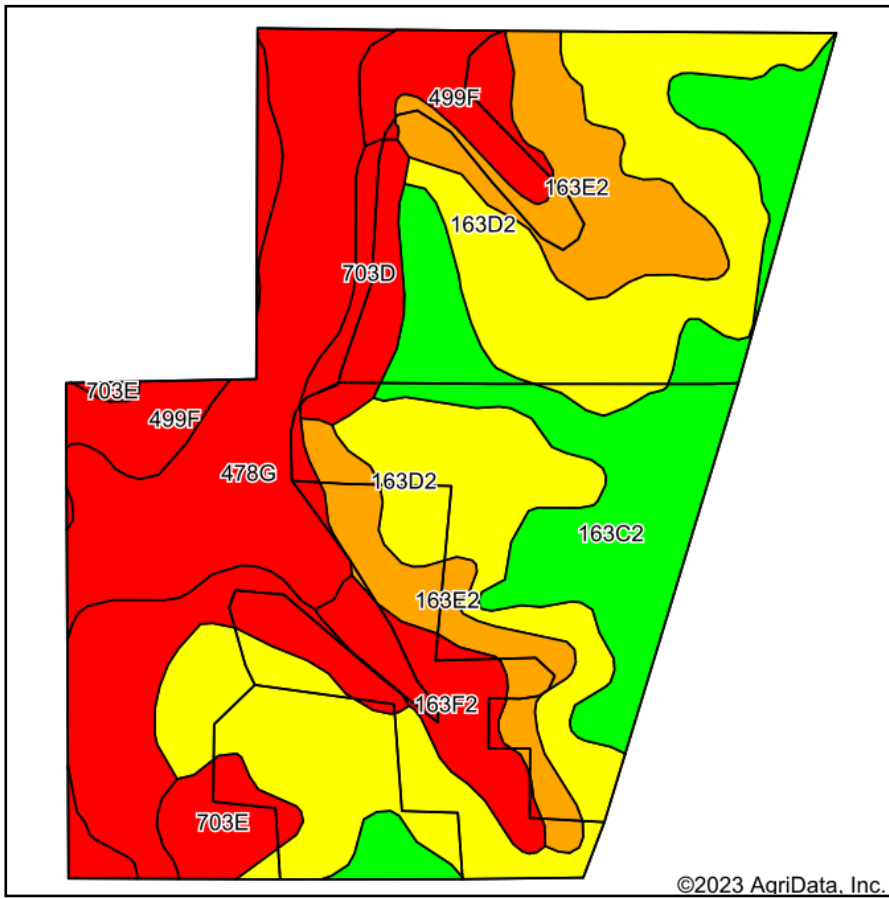 499F
163E2
163D2
703D
703E
499F
478G
163D2
163C2
163E2
163F2
703E
©2023 AgriData, Inc.